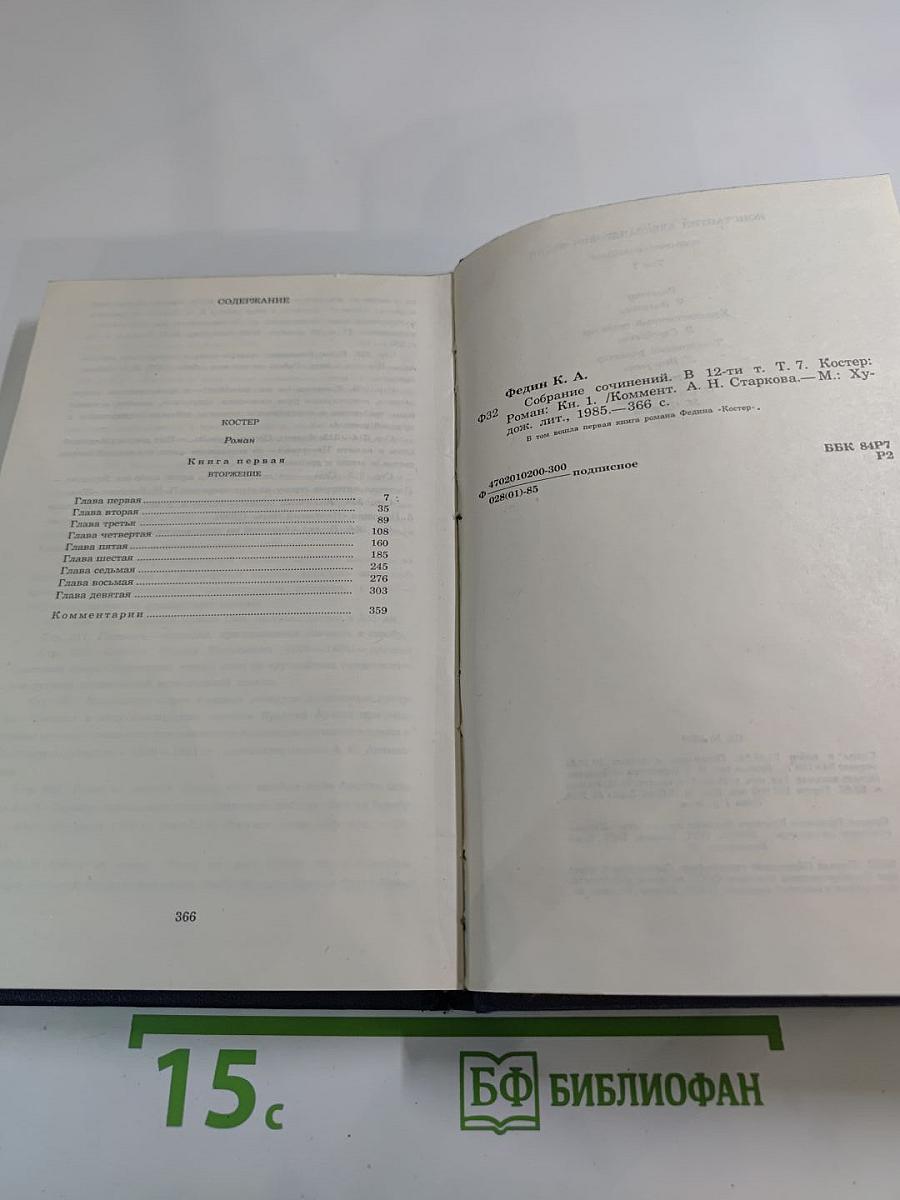 СОДЕРЖАНИЕ
КОСТЕР
Роман
Книга первая
ВТОРЖЕНИЕ
Глава первая ........ 7
Глава вторая ........ 35
Глава третья ........ 89
Глава четвертая ........ 108
Глава пятая ........ 160
Глава шестая ........ 185
Глава седьмая ........ 245
Глава восьмая ........ 276
Глава девятая ........ 303
Комментарии ........ 359
366
Федин К. А.
Ф32 Собрание сочинений. В 12-ти т. Т. 7. Костер:
Роман: Кн. 1. /Коммент. А. Н. Старкова.— М.: Ху-
дож. лит., 1985.— 366 с.
В том вошла первая книга романа Федина «Костер».
Ф 4702010200-300 подписное
028(01)-85
ББК 84Р7
Р2
15 с
БФ БИБЛИОФАН